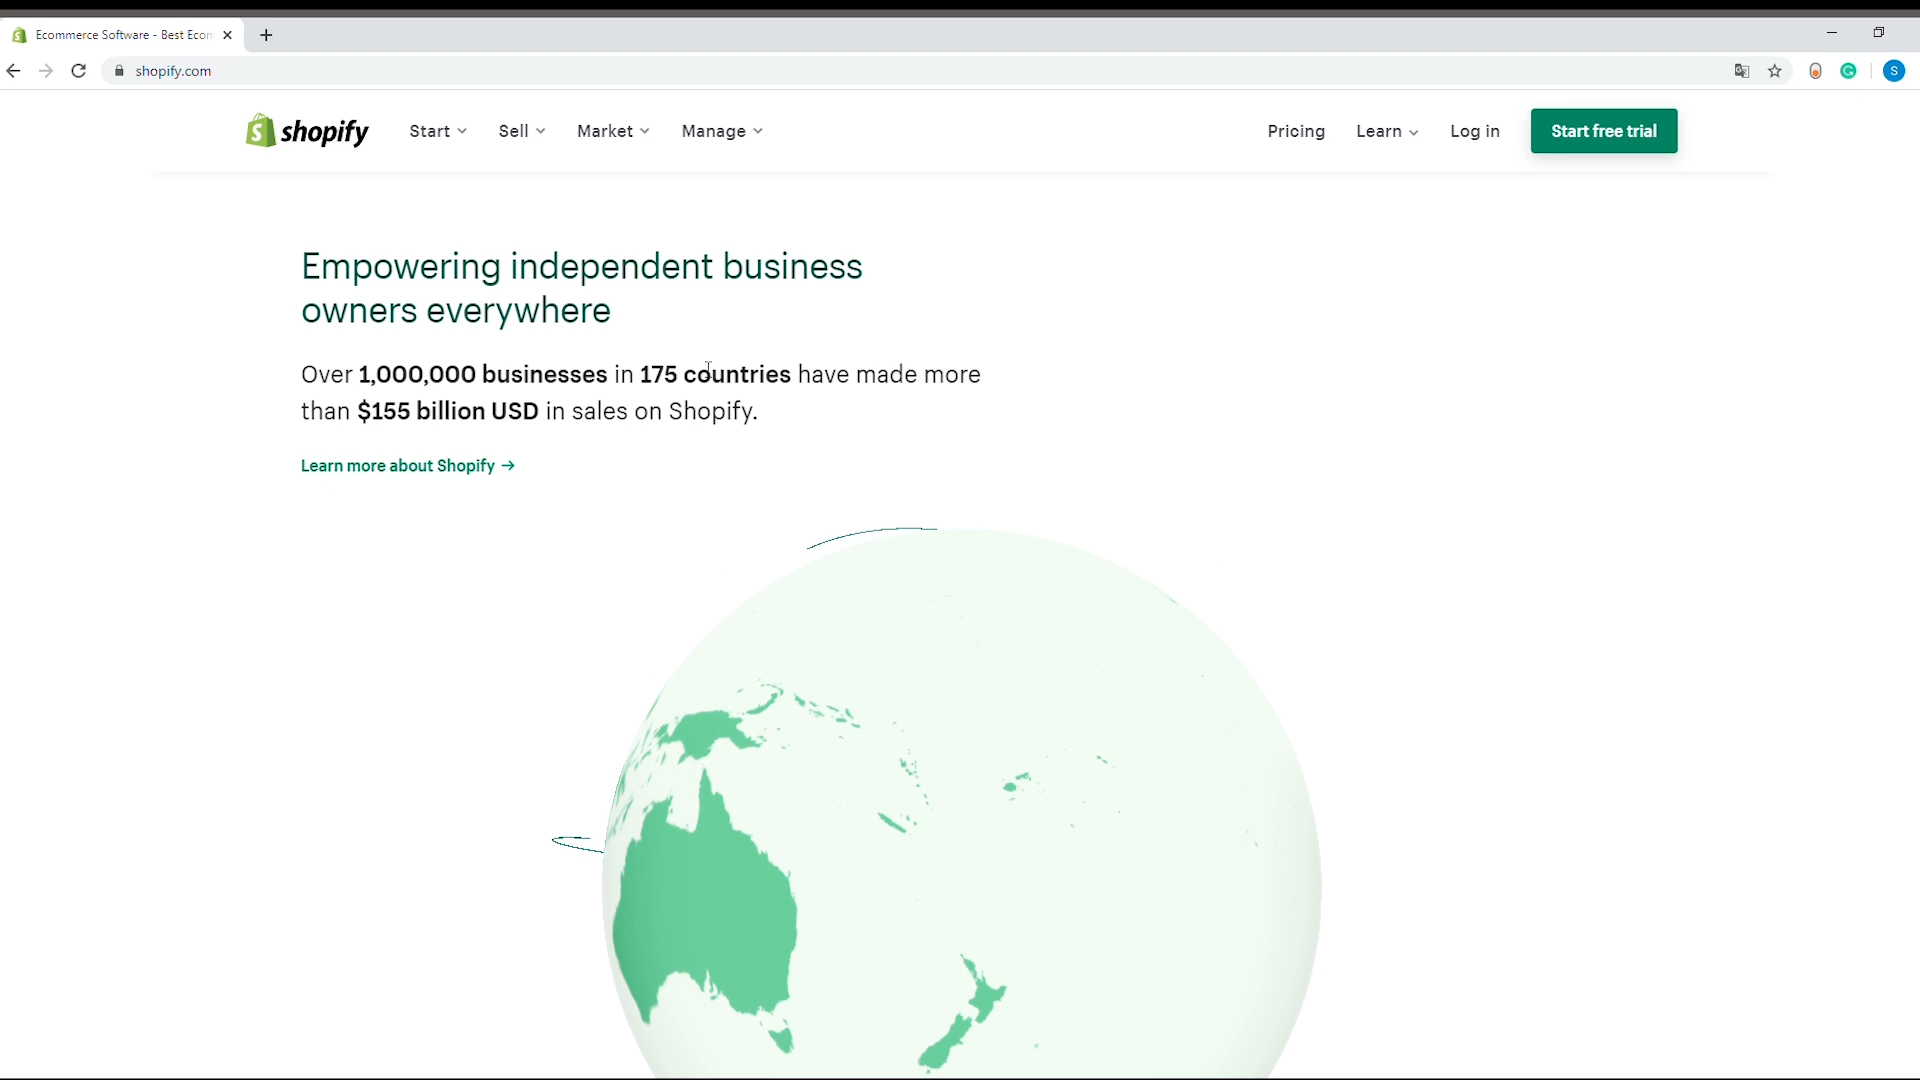 Ecommerce Software - Best Econ
shopify.com
S
shopify
Start
Sell
Market
Manage
Pricing
Learn
Log in
Start free trial
Empowering independent business
owners everywhere
Over 1,000,000 businesses in 175 countries have made more
than $155 billion USD in sales on Shopify.
Learn more about Shopify →